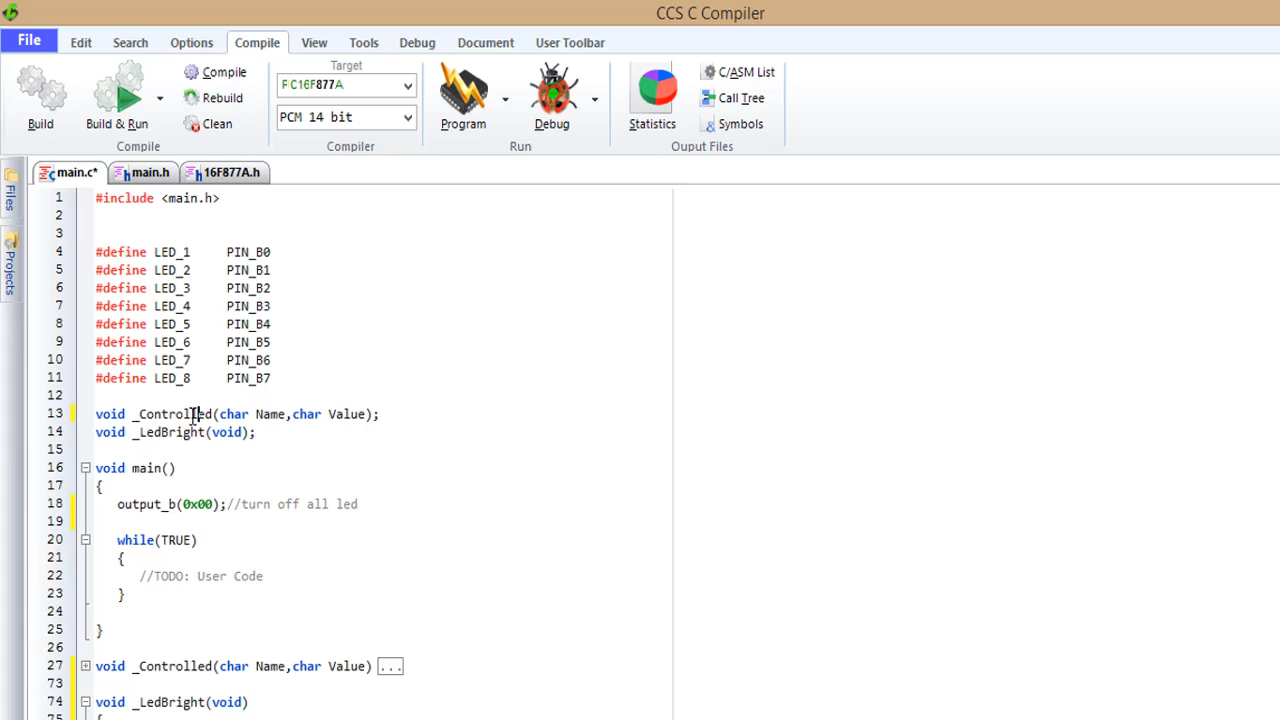 CCS C Compiler
File Edit Search Options Compile View Tools Debug Document User Toolbar
Build
Build & Run
Compile
Rebuild
Clean
Compile
Target
PIC16F877A
PCM 14 bit
Compiler
Program
Debug
Run
Statistics
C/ASM List
Call Tree
Symbols
Ouput Files
Files
Projects
main.c* main.h 16F877A.h
1 #include <main.h>
2
3
4 #define LED_1 PIN_B0
5 #define LED_2 PIN_B1
6 #define LED_3 PIN_B2
7 #define LED_4 PIN_B3
8 #define LED_5 PIN_B4
9 #define LED_6 PIN_B5
10 #define LED_7 PIN_B6
11 #define LED_8 PIN_B7
12
13 void _Controlled(char Name,char Value);
14 void _LedBright(void);
15
16 void main()
17 {
18 output_b(0x00);//turn off all led
19
20 while(TRUE)
21 {
22 //TODO: User Code
23 }
24
25 }
26
27 void _Controlled(char Name,char Value) ...
73
74 void _LedBright(void)
75 {